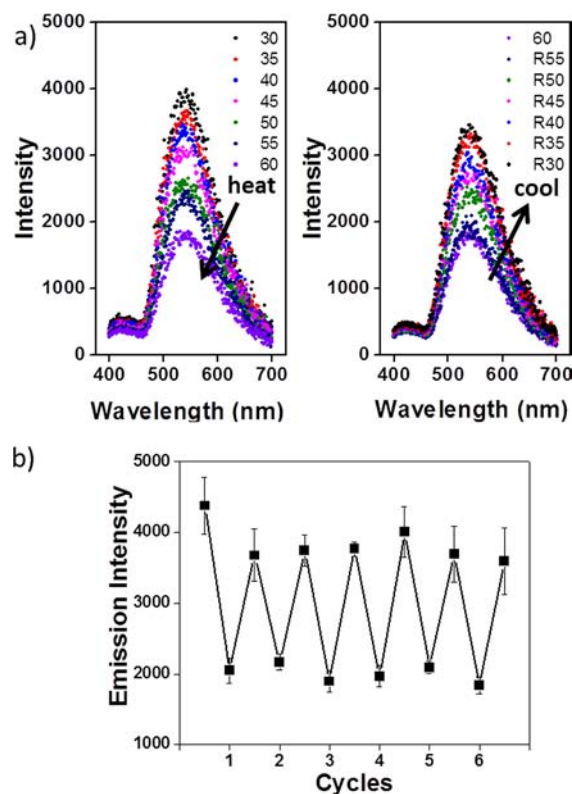 a)
5000
4000
3000
2000
1000
0
Intensity
30
35
40
45
50
55
60
heat
400 500 600 700
Wavelength (nm)
5000
4000
3000
2000
1000
0
Intensity
60
R55
R50
R45
R40
R35
R30
cool
400 500 600 700
Wavelength (nm)
b)
5000
4000
3000
2000
1000
Emission Intensity
1 2 3 4 5 6
Cycles